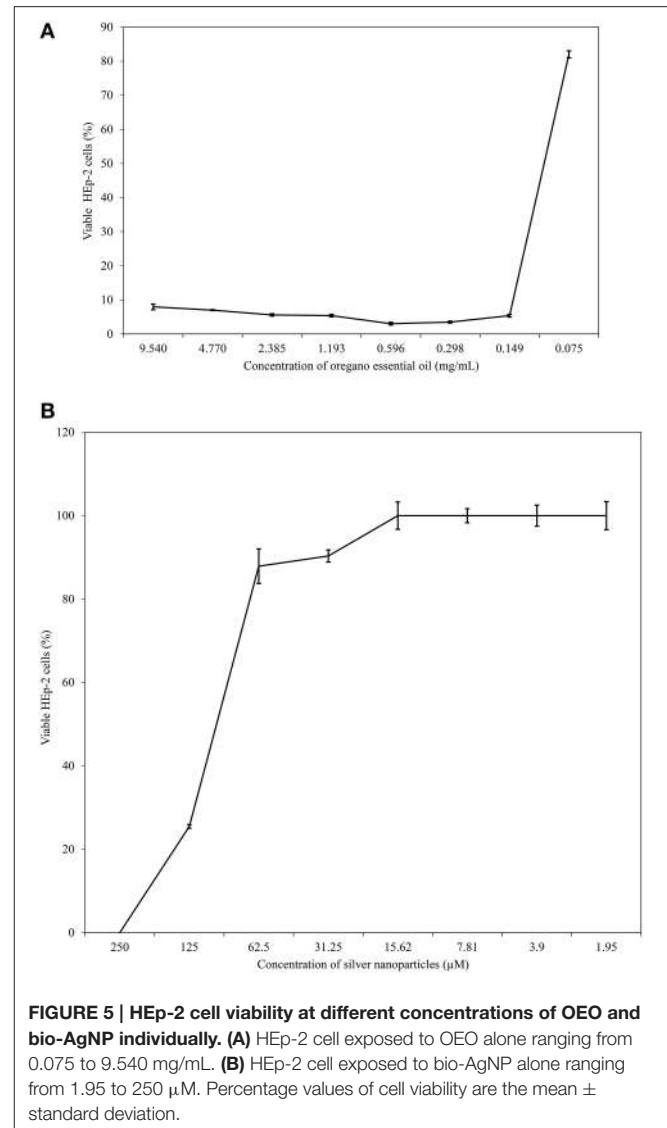 A
90
80
70
60
50
40
30
20
10
0
Viable HEp-2 cells (%)
9.540 4.770 2.385 1.193 0.596 0.298 0.149 0.075
Concentration of oregano essential oil (mg/mL)
B
120
100
80
60
40
20
0
Viable HEp-2 cells (%)
250 125 62.5 31.25 15.62 7.81 3.9 1.95
Concentration of silver nanoparticles (µM)
FIGURE 5 | HEp-2 cell viability at different concentrations of OEO and
bio-AgNP individually. (A) HEp-2 cell exposed to OEO alone ranging from
0.075 to 9.540 mg/mL. (B) HEp-2 cell exposed to bio-AgNP alone ranging
from 1.95 to 250 µM. Percentage values of cell viability are the mean ±
standard deviation.